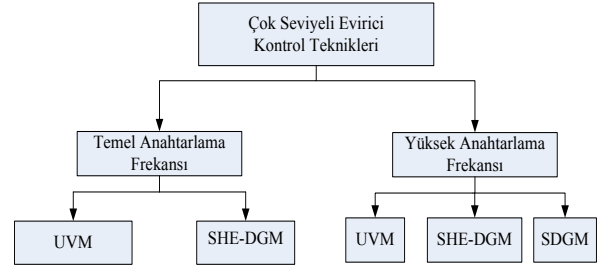 Çok Seviyeli Evirici
Kontrol Teknikleri
Temel Anahtarlama
Frekansı
Yüksek Anahtarlama
Frekansı
UVM
SHE-DGM
UVM
SHE-DGM
SDGM